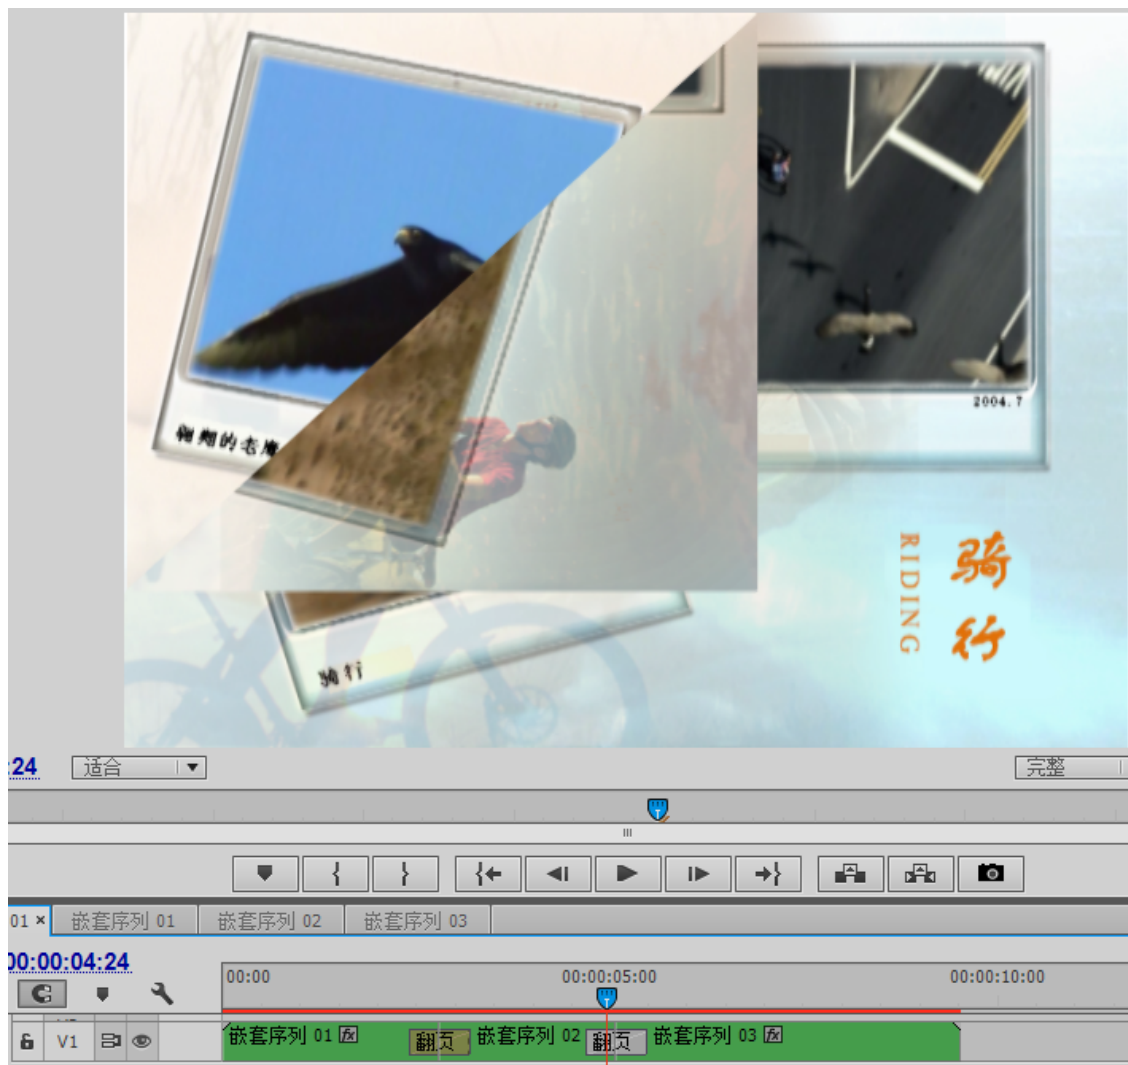 翱翔的老鹰
2004.7
骑行
RIDING
骑行
:24
适合
完整
01 ×
嵌套序列 01
嵌套序列 02
嵌套序列 03
00:00:04:24
00:00
00:00:05:00
00:00:10:00
V1
嵌套序列 01 fx
翻页
嵌套序列 02
翻页
嵌套序列 03 fx